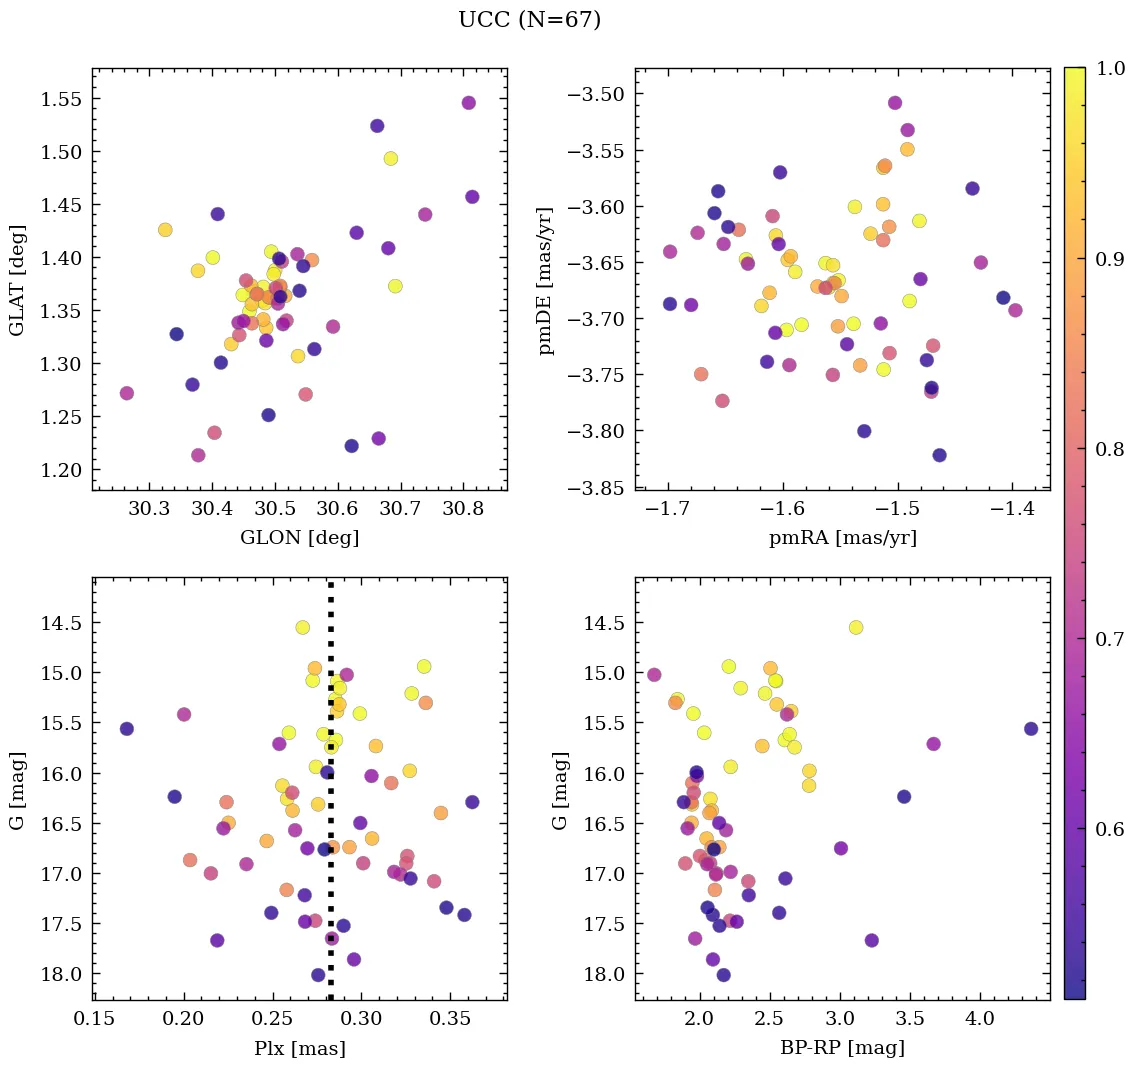 UCC (N=67)
1.55
1.50
1.45
1.40
1.35
1.30
1.25
1.20
GLAT [deg]
30.3 30.4 30.5 30.6 30.7 30.8
GLON [deg]
−3.50
−3.55
−3.60
−3.65
−3.70
−3.75
−3.80
−3.85
pmDE [mas/yr]
−1.7 −1.6 −1.5 −1.4
pmRA [mas/yr]
1.0
0.9
0.8
0.7
0.6
14.5
15.0
15.5
16.0
16.5
17.0
17.5
18.0
G [mag]
0.15 0.20 0.25 0.30 0.35
Plx [mas]
14.5
15.0
15.5
16.0
16.5
17.0
17.5
18.0
G [mag]
2.0 2.5 3.0 3.5 4.0
BP-RP [mag]